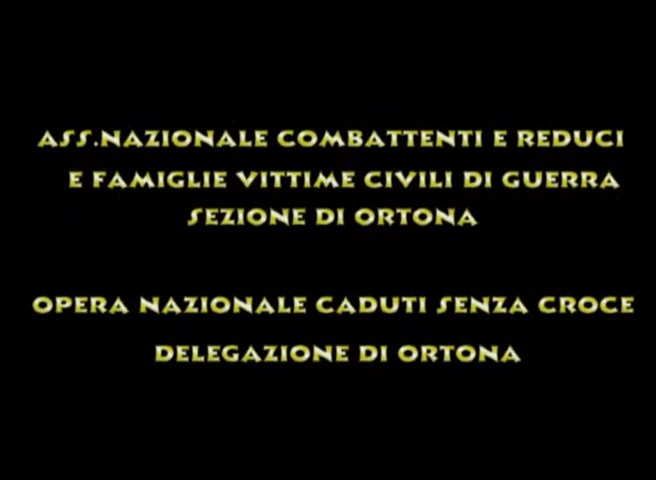 ASS.NAZIONALE COMBATTENTI E REDUCI
E FAMIGLIE VITTIME CIVILI DI GUERRA
SEZIONE DI ORTONA
OPERA NAZIONALE CADUTI SENZA CROCE
DELEGAZIONE DI ORTONA